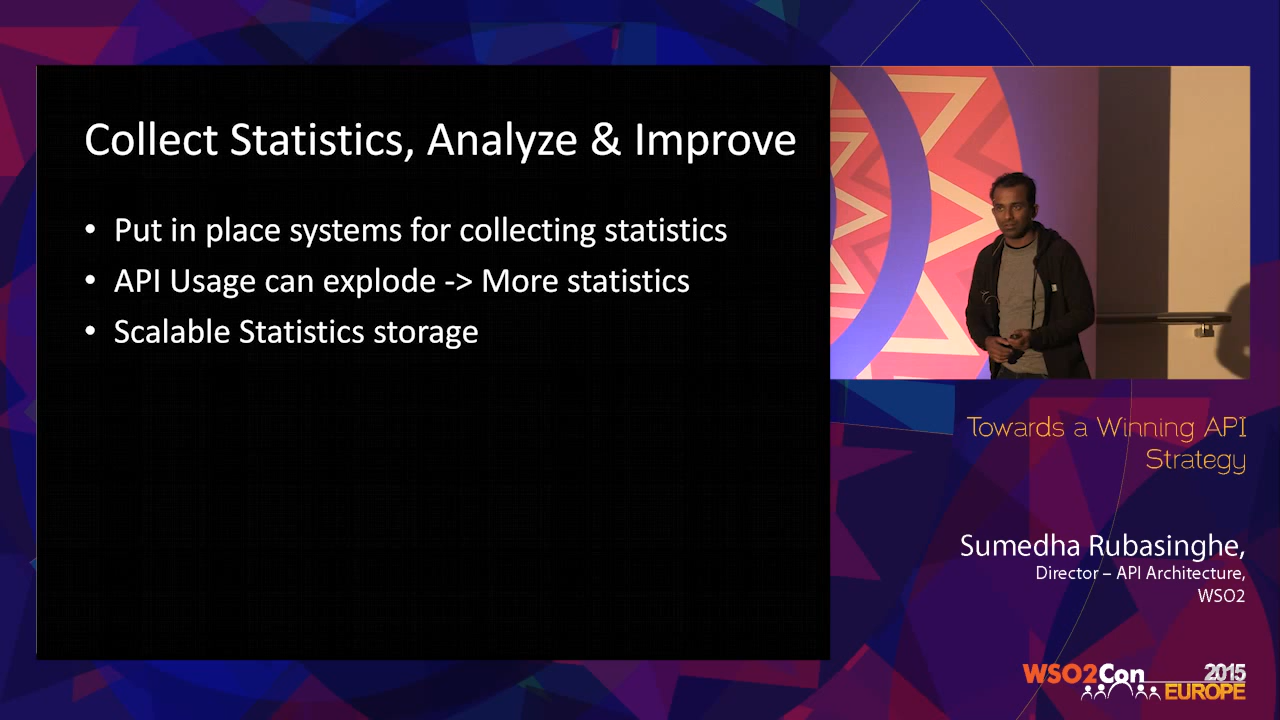 Collect Statistics, Analyze & Improve
• Put in place systems for collecting statistics
• API Usage can explode -> More statistics
• Scalable Statistics storage
Towards a Winning API
Strategy
Sumedha Rubasinghe,
Director – API Architecture,
WSO2
WSO2Con 2015
EUROPE